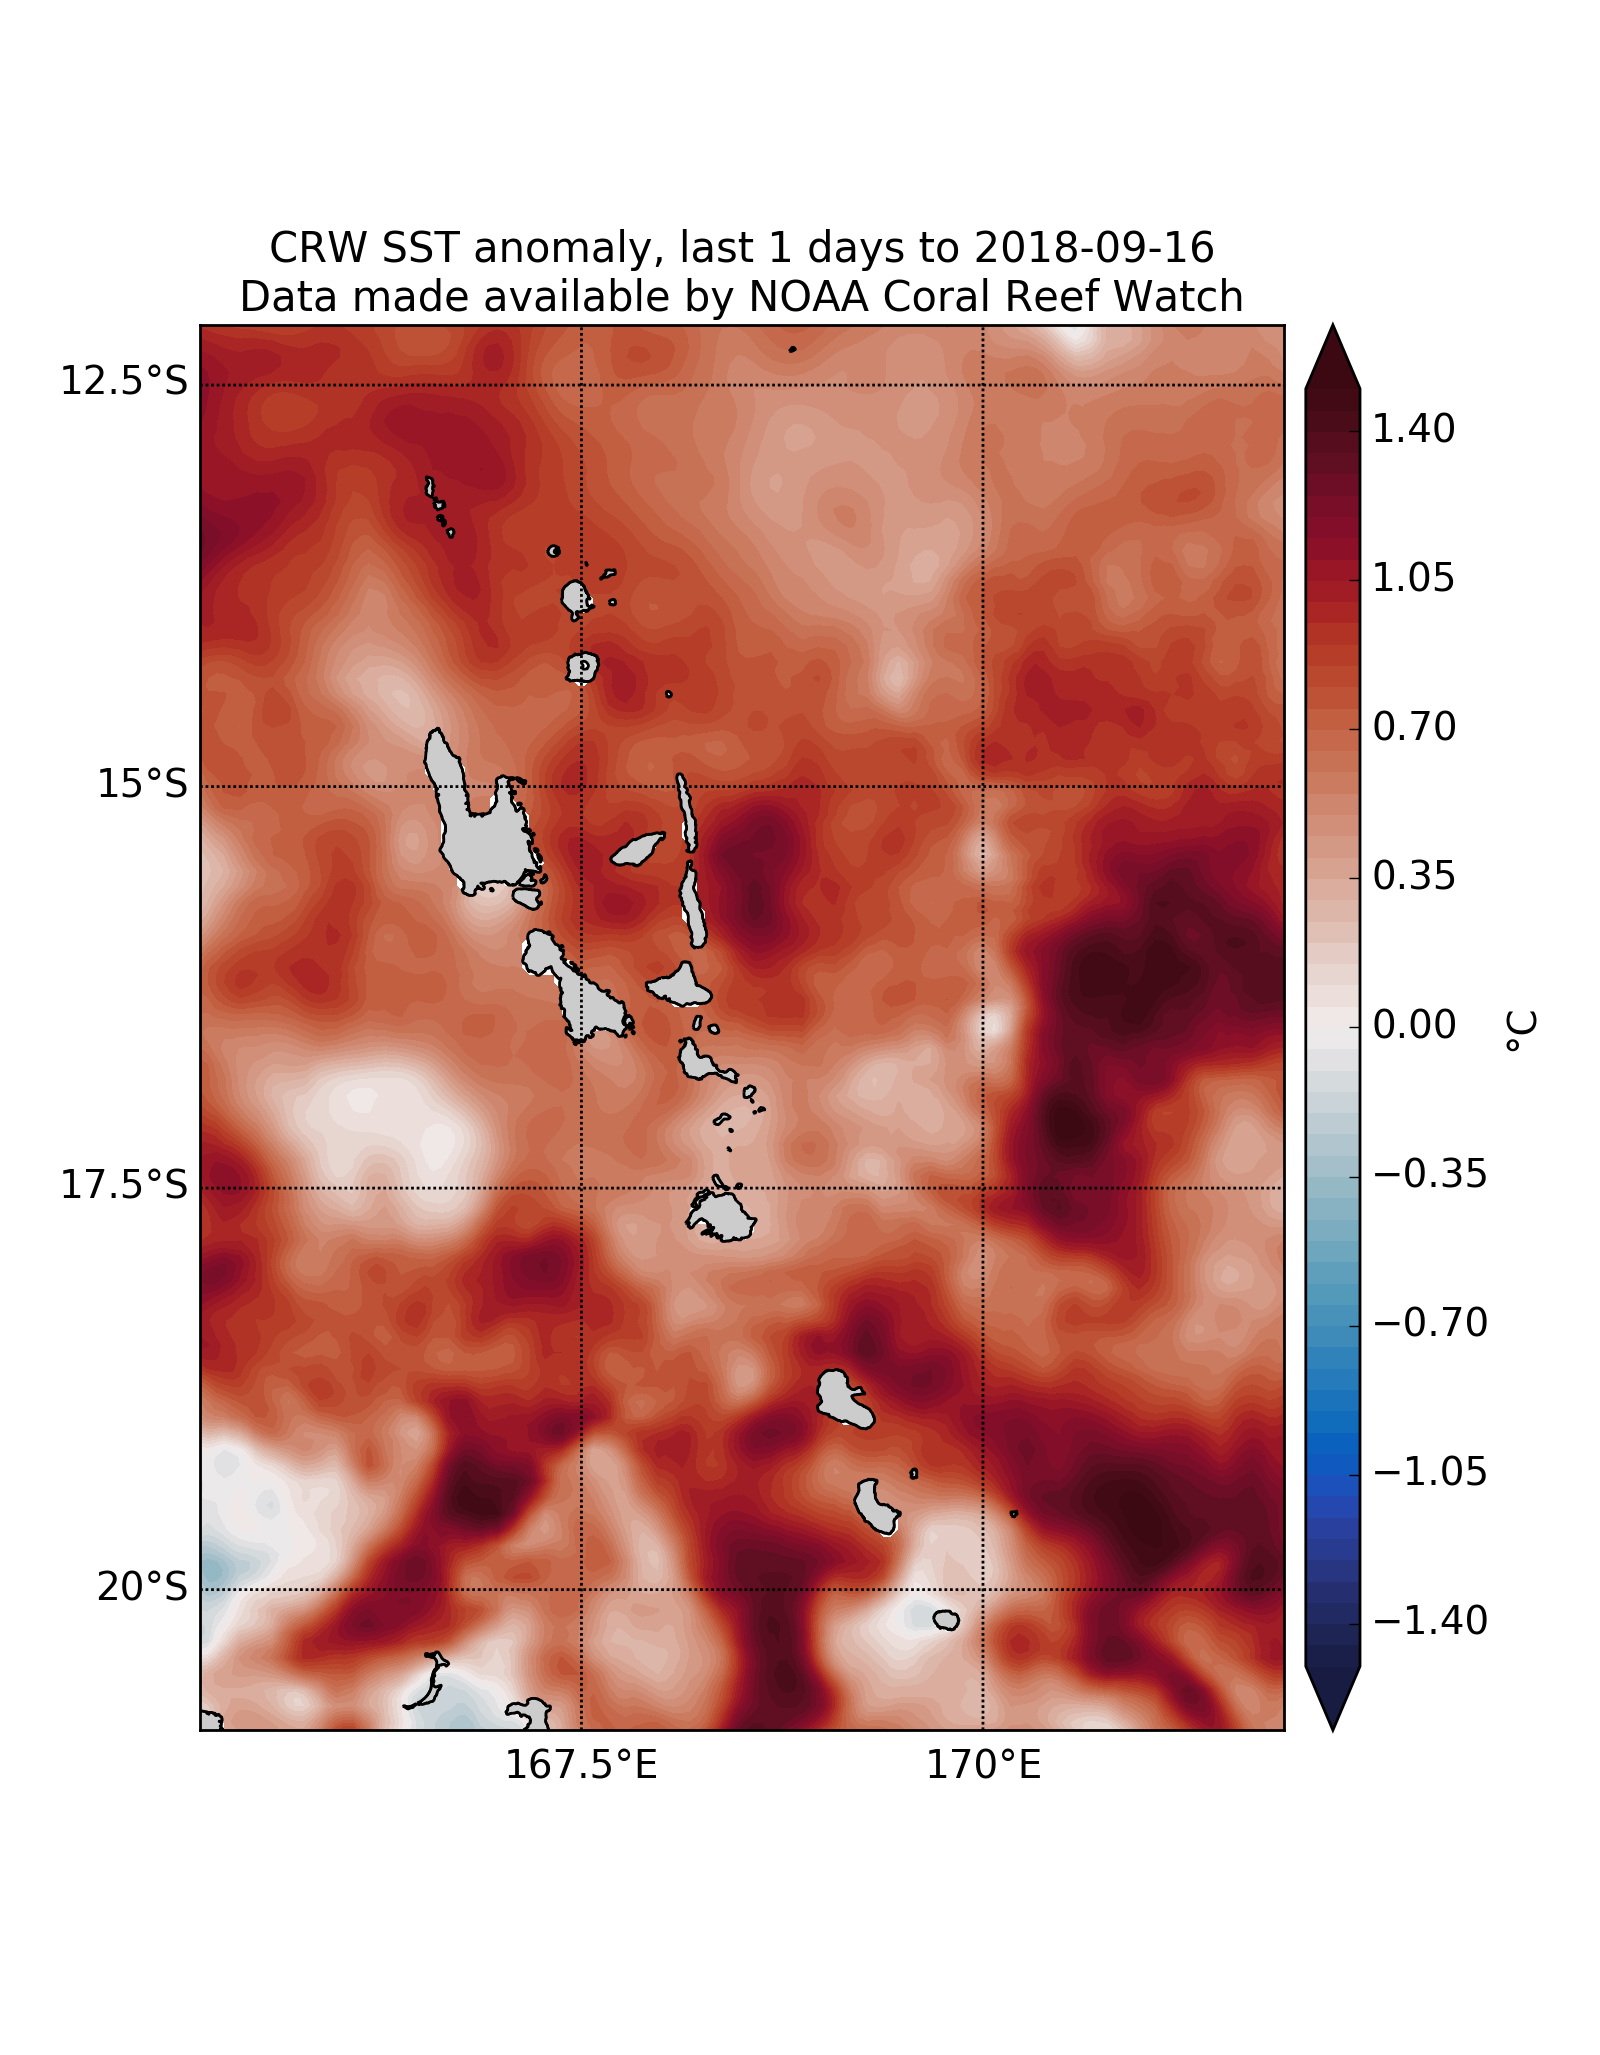 CRW SST anomaly, last 1 days to 2018-09-16
Data made available by NOAA Coral Reef Watch
12.5°S
15°S
17.5°S
20°S
167.5°E
170°E
1.40
1.05
0.70
0.35
0.00
−0.35
−0.70
−1.05
−1.40
°C